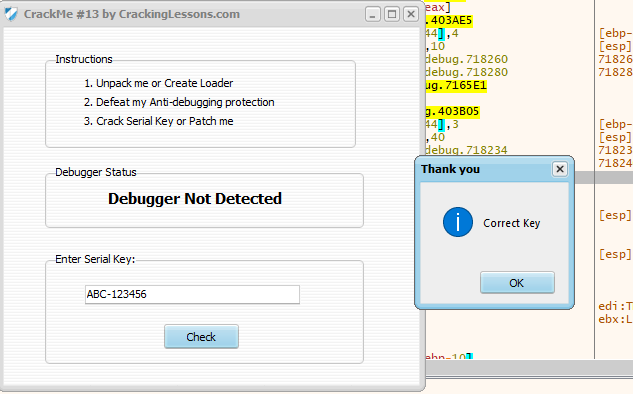 CrackMe #13 by CrackingLessons.com
Instructions
1. Unpack me or Create Loader
2. Defeat my Anti-debugging protection
3. Crack Serial Key or Patch me
Debugger Status
Debugger Not Detected
Enter Serial Key:
ABC-123456
Check
eax]
.403AE5
44],4 [ebp-
,10 [esp]
debug.718260 71826
debug.718280 71828
ug.7165E1
ug.403B05
44],3 [ebp-
,40 [esp]
debug.718234 71823
71824
Thank you
Correct Key
OK
[esp]
[esp]
edi:T
ebx:L
ebp-10]